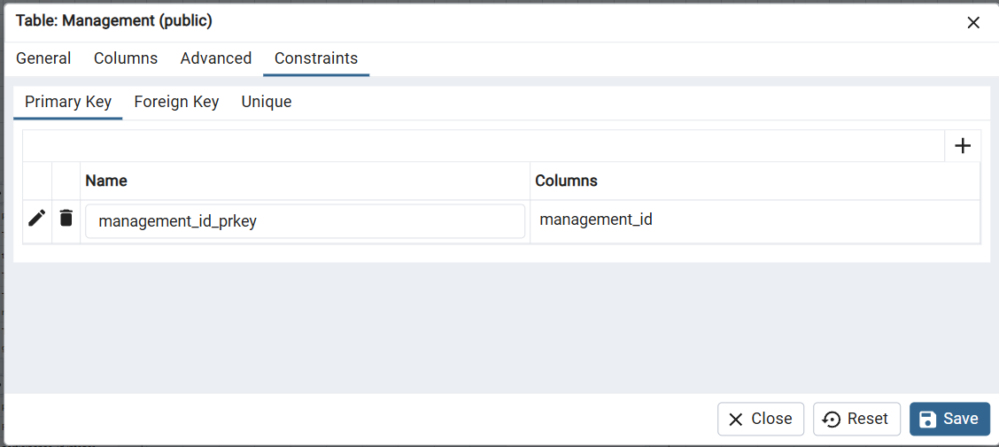 Table: Management (public)
General Columns Advanced Constraints
Primary Key Foreign Key Unique
Name Columns
management_id_prkey management_id
Close Reset Save